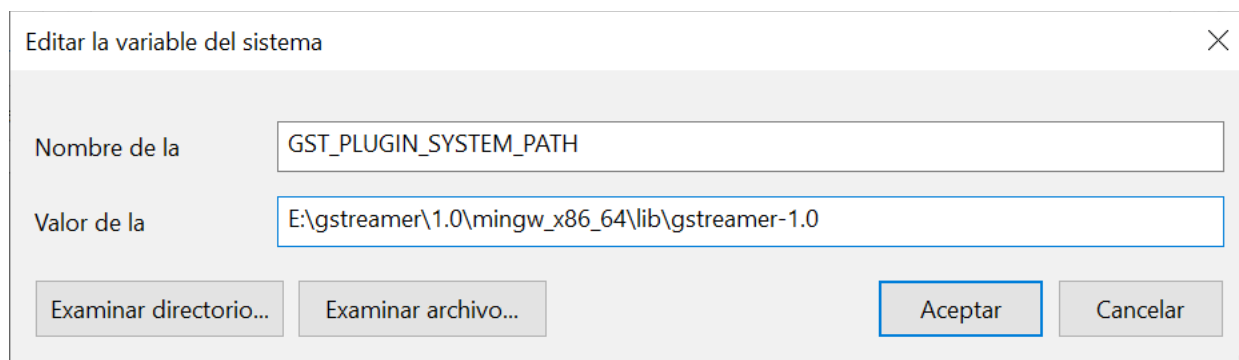 Editar la variable del sistema
Nombre de la
GST_PLUGIN_SYSTEM_PATH
Valor de la
E:\gstreamer\1.0\mingw_x86_64\lib\gstreamer-1.0
Examinar directorio...
Examinar archivo...
Aceptar
Cancelar